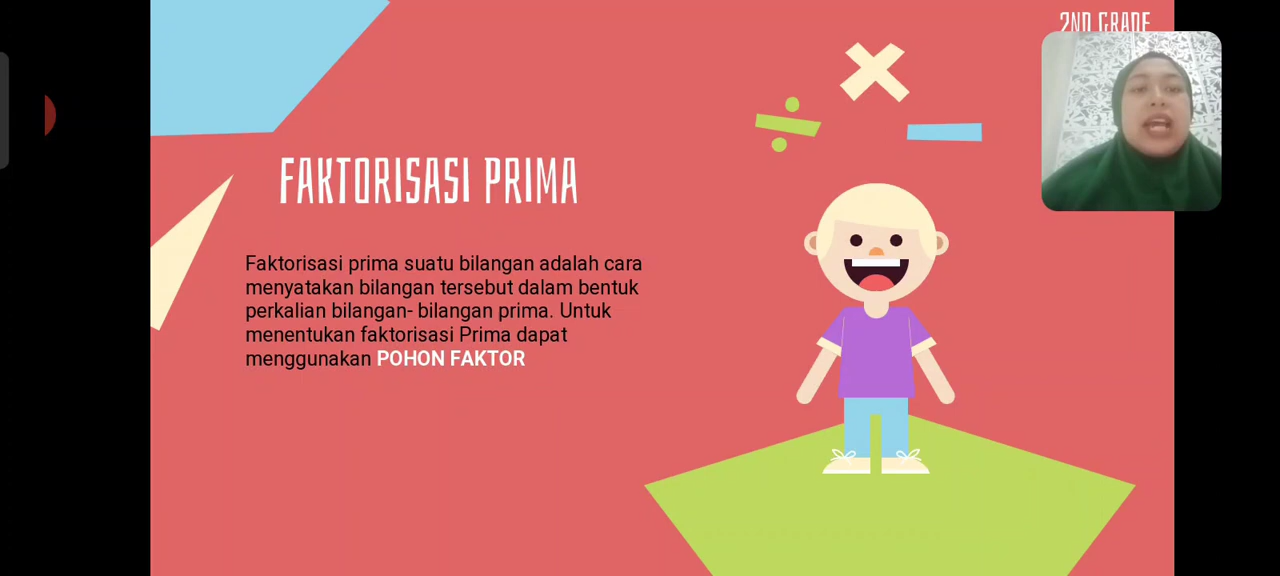 2ND GRADE
FAKTORISASI PRIMA
Faktorisasi prima suatu bilangan adalah cara
menyatakan bilangan tersebut dalam bentuk
perkalian bilangan- bilangan prima. Untuk
menentukan faktorisasi Prima dapat
menggunakan POHON FAKTOR